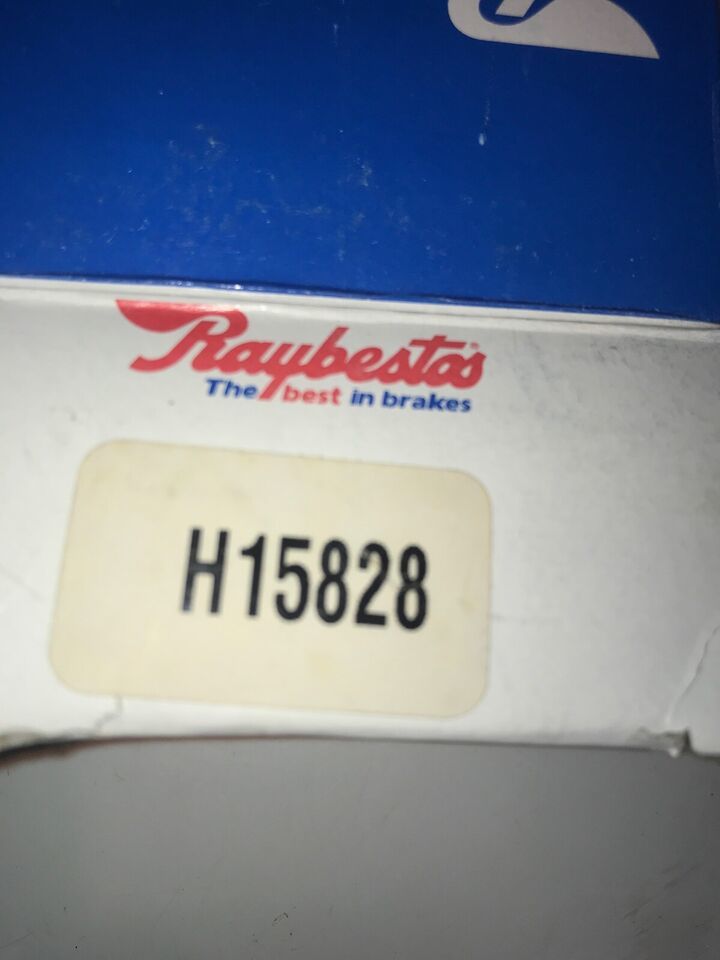 Raybestos
The best in brakes
H15828